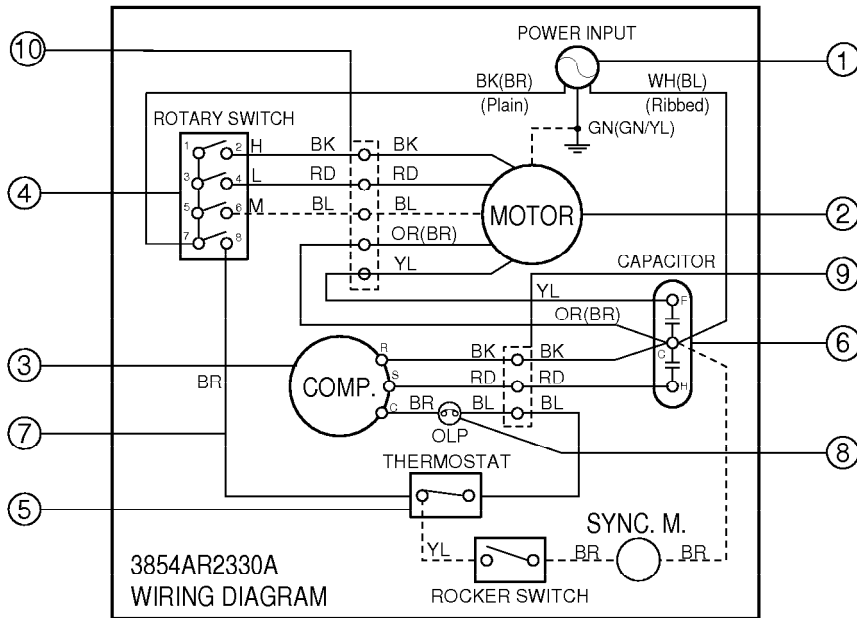 10
POWER INPUT
1
BK(BR)
(Plain)
WH(BL)
(Ribbed)
GN(GN/YL)
ROTARY SWITCH
1 2 H BK BK
3 4 L RD RD
5 6 M BL BL
7 8
4
MOTOR
2
OR(BR)
YL
CAPACITOR
9
YL
F
OR(BR)
C
6
H
3
COMP.
R BK BK
S RD RD
C BR BL BL
OLP
BR
7
8
THERMOSTAT
5
SYNC. M.
YL
BR
BR
ROCKER SWITCH
3854AR2330A
WIRING DIAGRAM